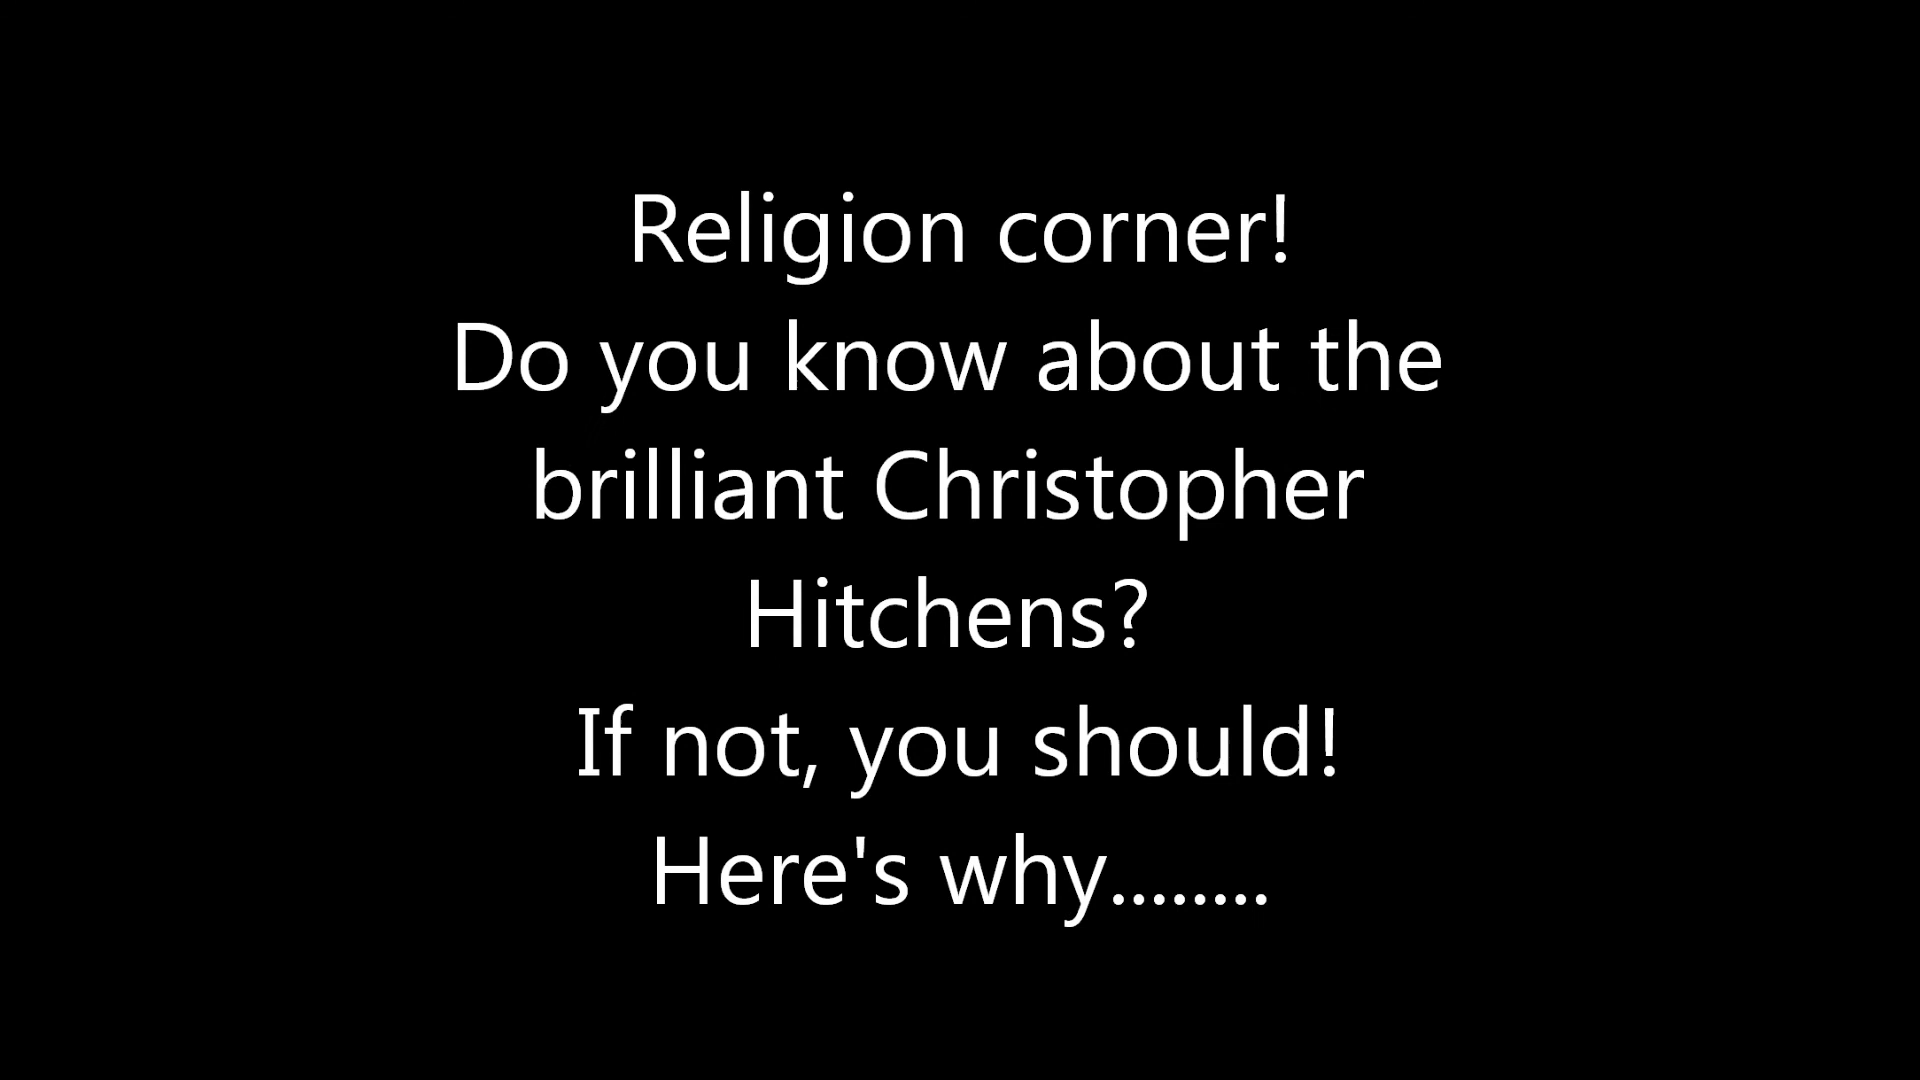 Religion corner!
Do you know about the
brilliant Christopher
Hitchens?
If not, you should!
Here's why........